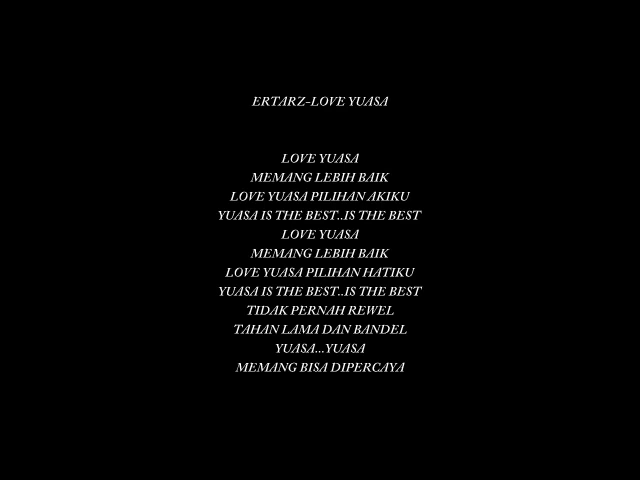 ERTARZ-LOVE YUASA
LOVE YUASA
MEMANG LEBIH BAIK
LOVE YUASA PILIHAN AKIKU
YUASA IS THE BEST..IS THE BEST
LOVE YUASA
MEMANG LEBIH BAIK
LOVE YUASA PILIHAN HATIKU
YUASA IS THE BEST..IS THE BEST
TIDAK PERNAH REWEL
TAHAN LAMA DAN BANDEL
YUASA...YUASA
MEMANG BISA DIPERCAYA